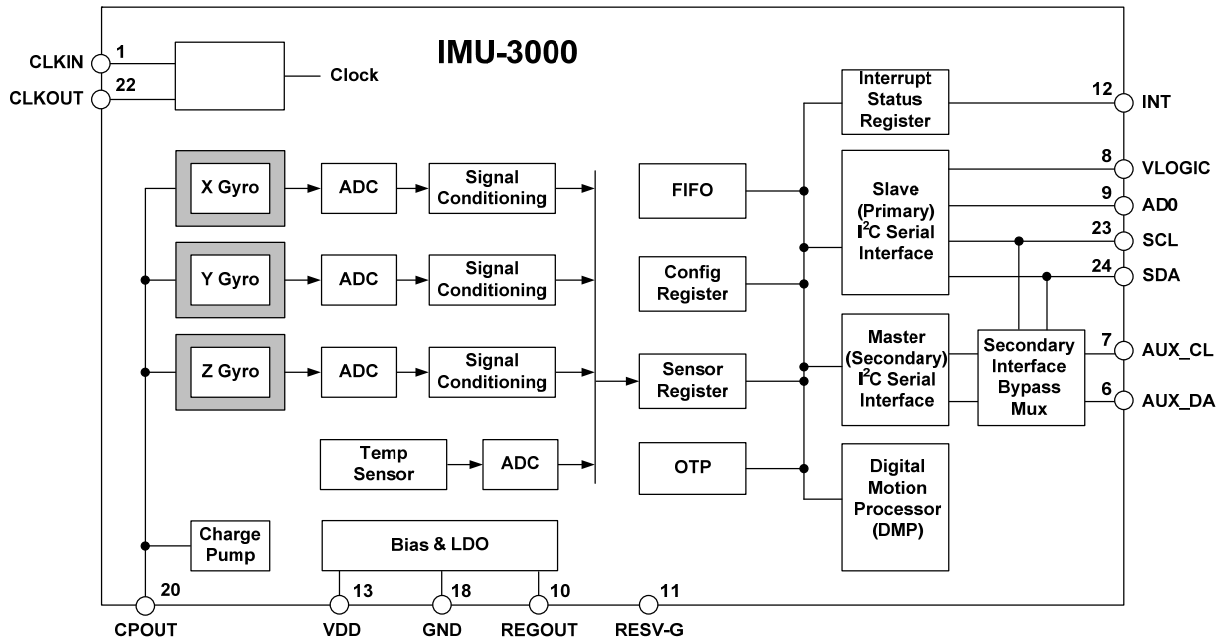 IMU-3000
CLKIN
1
CLKOUT
22
Clock
Interrupt
Status
Register
12
INT
X Gyro
ADC
Signal
Conditioning
FIFO
Slave
(Primary)
I²C Serial
Interface
8
VLOGIC
9
AD0
23
SCL
24
SDA
Y Gyro
ADC
Signal
Conditioning
Config
Register
Z Gyro
ADC
Signal
Conditioning
Sensor
Register
Master
(Secondary)
I²C Serial
Interface
Secondary
Interface
Bypass
Mux
7
AUX_CL
6
AUX_DA
Temp
Sensor
ADC
OTP
Digital
Motion
Processor
(DMP)
Charge
Pump
Bias & LDO
20
CPOUT
13
VDD
18
GND
10
REGOUT
11
RESV-G